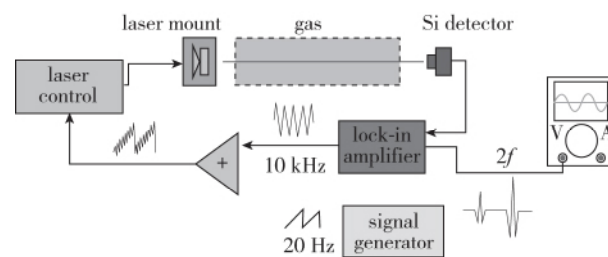 laser mount
gas
Si detector
laser
control
lock-in
amplifier
10 kHz
+
2f
V
A
20 Hz
signal
generator